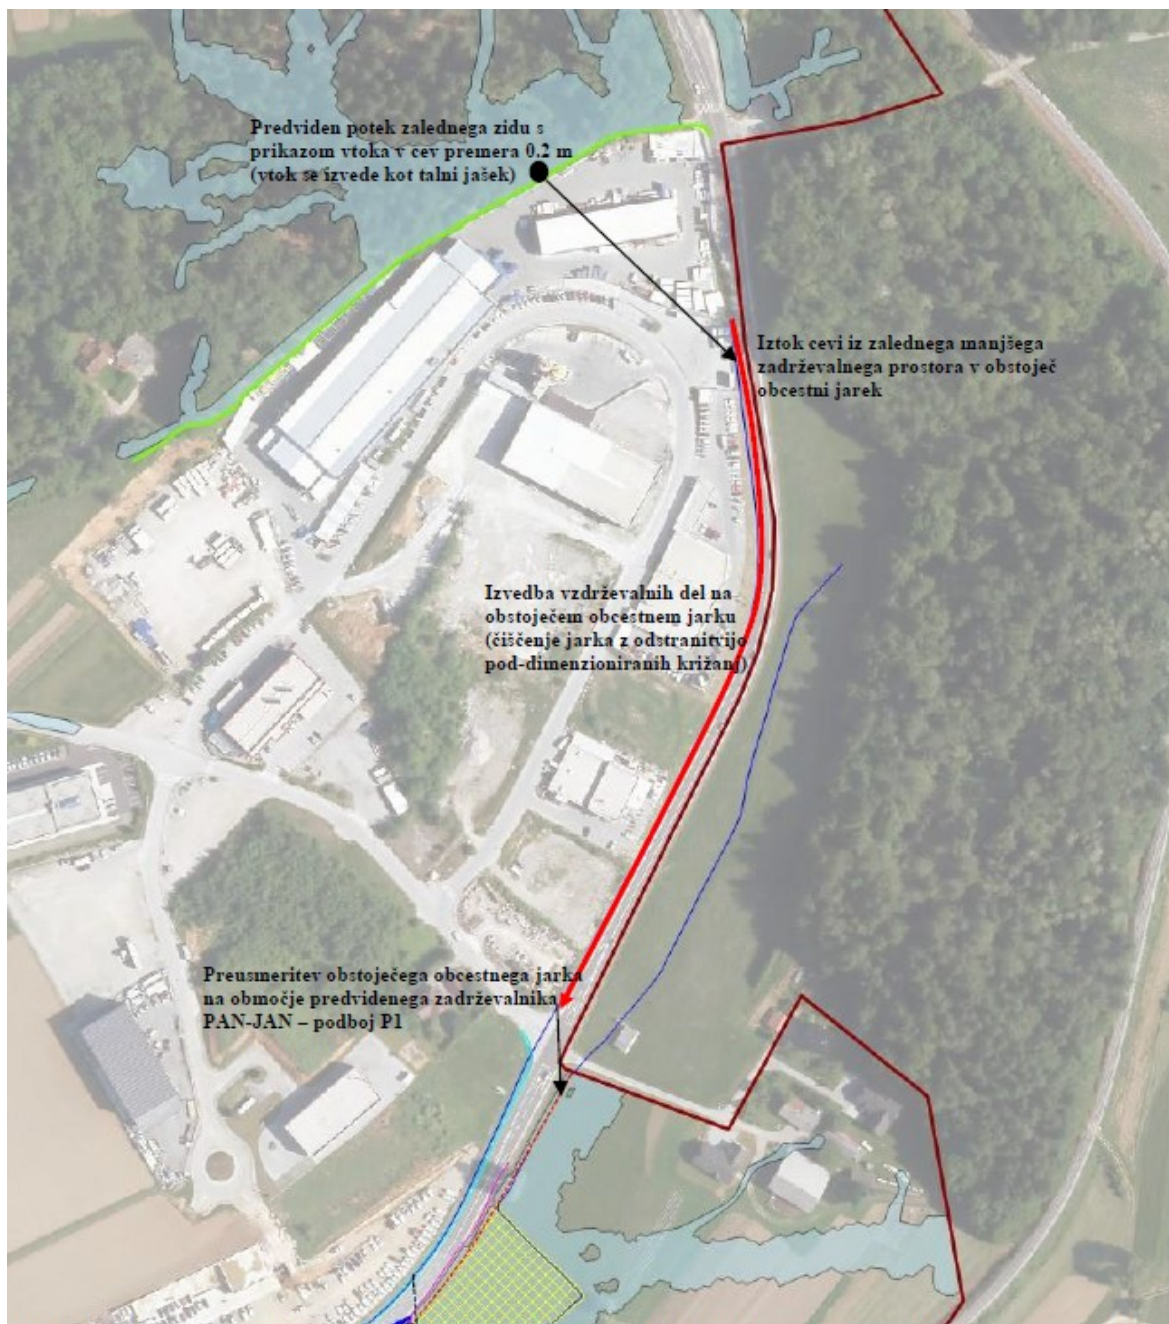 Predviden potek zalednega zidu s
prikazom vtoka v cev premera 0.2 m
(vtok se izvede kot talni jašek)
Iztok cevi iz zalednega manjšega
zadrževalnega prostora v obstoječ
obcestni jarek
Izvedba vzdrževalnih del na
obstoječem obcestnem jarku
(čiščenje jarka z odstranitvijo
pod-dimenzioniranih križanj)
Preusmeritev obstoječega obcestnega jarka
na območje predvidenega zadrževalnika
PAN-JAN – podboj P1